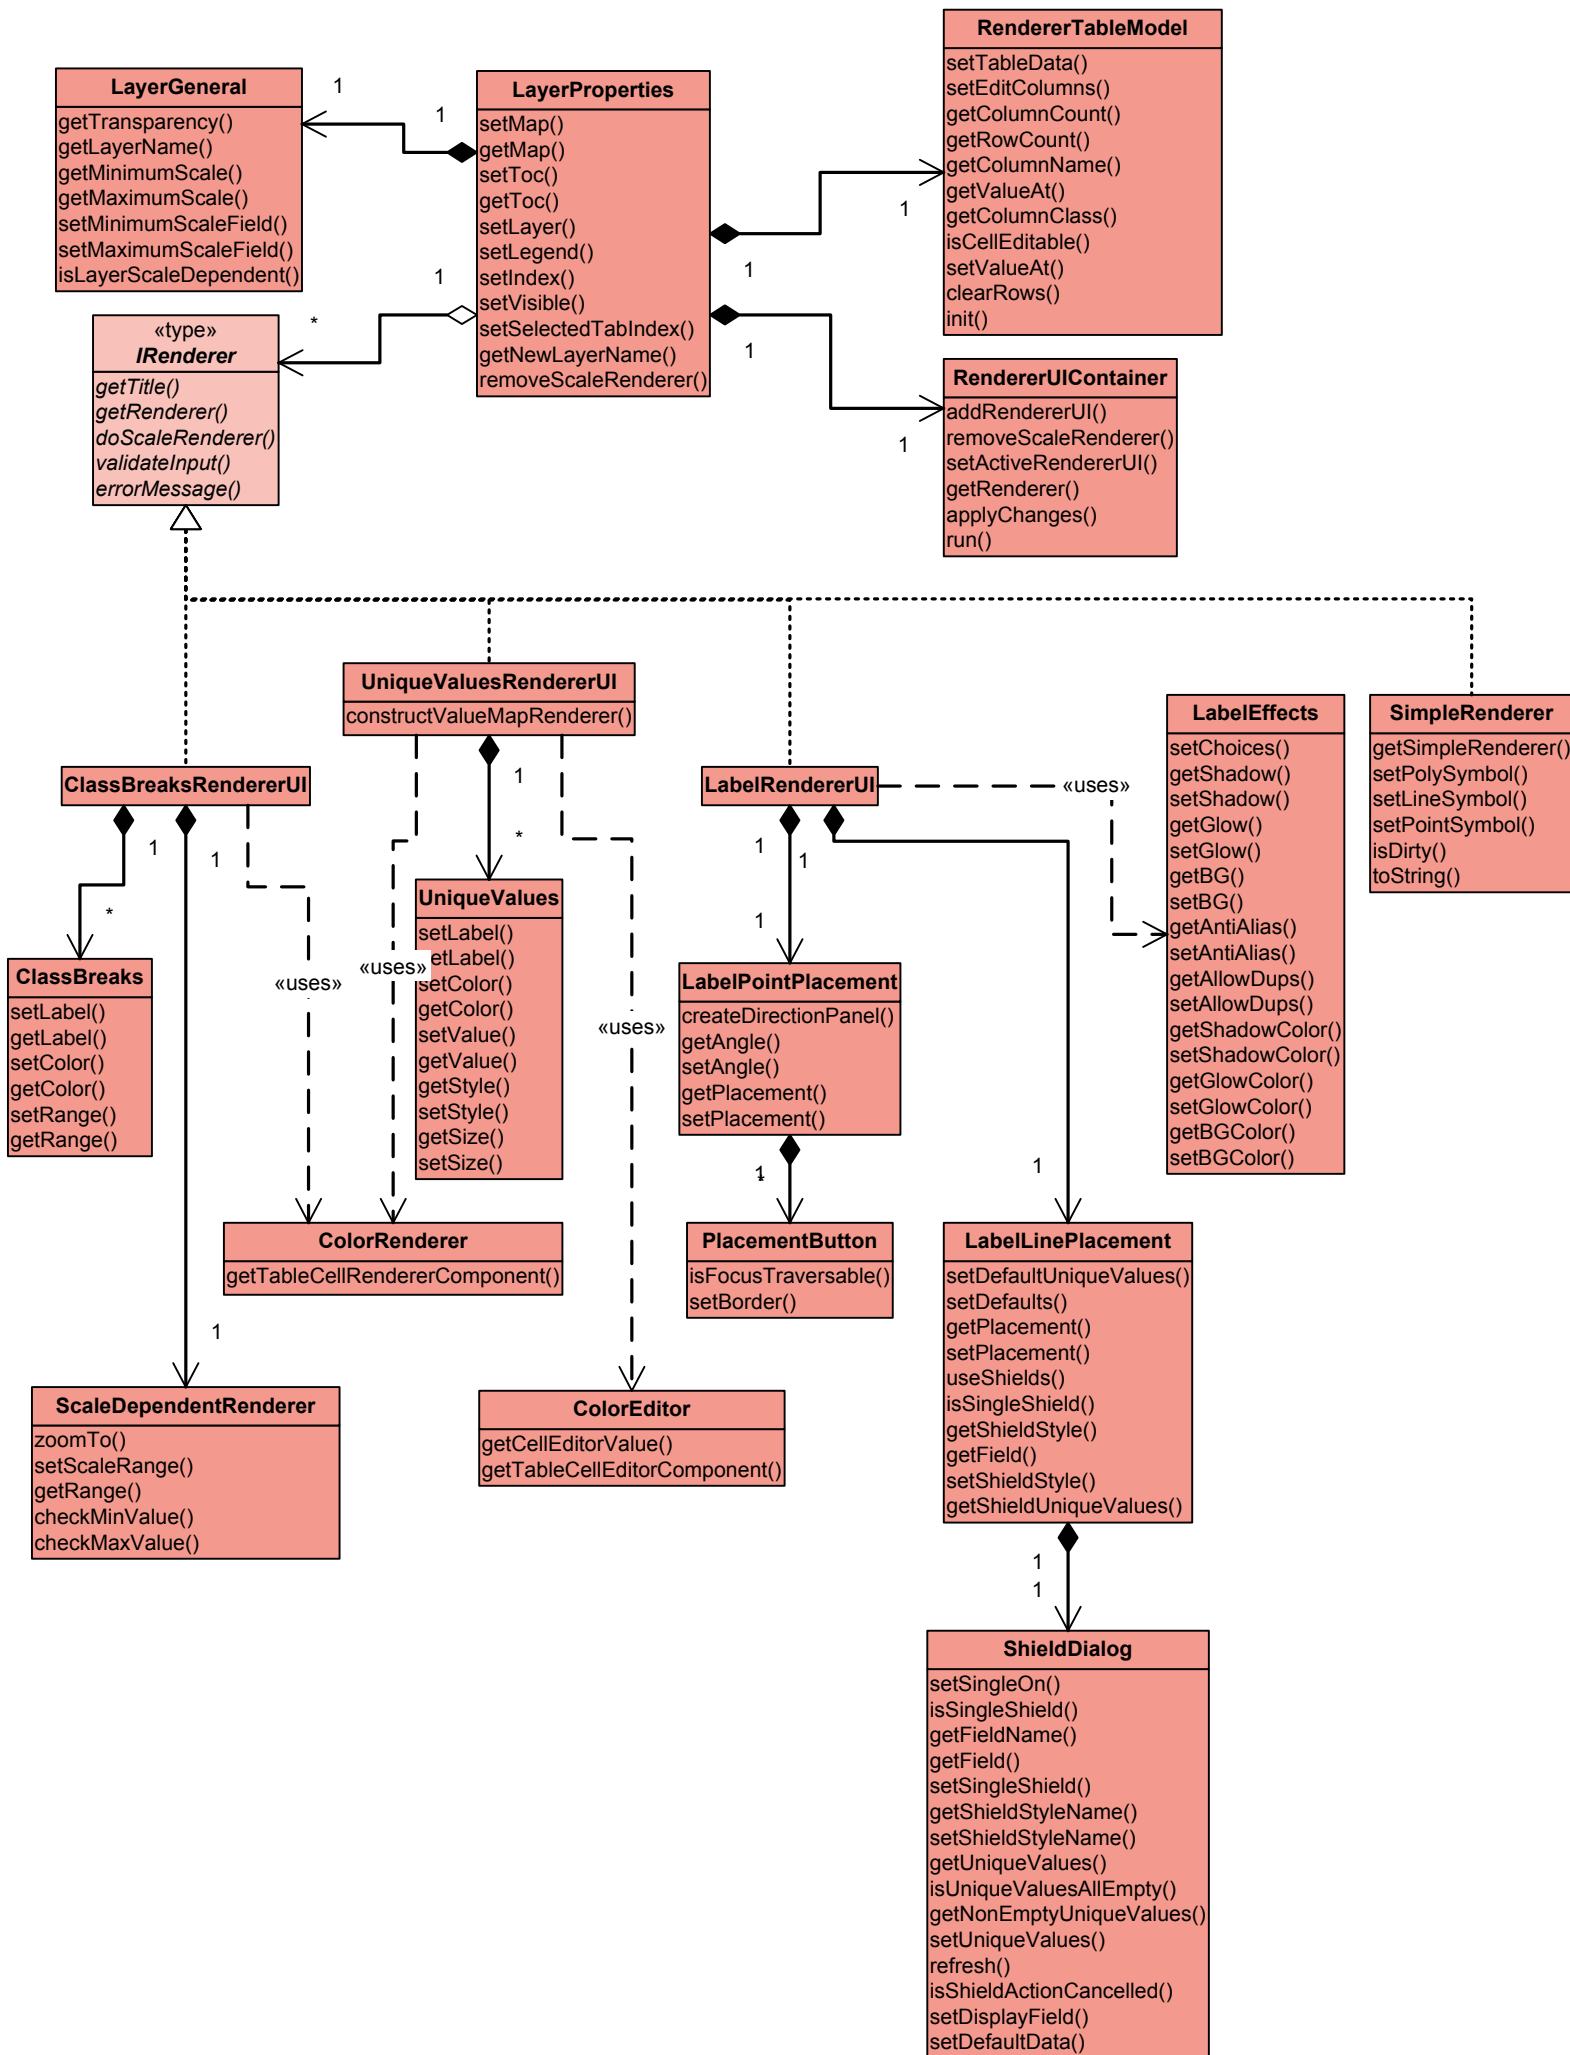 LayerGeneral
getTransparency()
getLayerName()
getMinimumScale()
getMaximumScale()
setMinimumScaleField()
setMaximumScaleField()
isLayerScaleDependent()
1
1
LayerProperties
setMap()
getMap()
setToc()
getToc()
setLayer()
setLegend()
setIndex()
setVisible()
setSelectedTabIndex()
getNewLayerName()
removeScaleRenderer()
RendererTableModel
setTableData()
setEditColumns()
getColumnCount()
getRowCount()
getColumnName()
getValueAt()
getColumnClass()
isCellEditable()
setValueAt()
clearRows()
init()
1
1
1
*
1
1
«type»
IRenderer
getTitle()
getRenderer()
doScaleRenderer()
validateInput()
errorMessage()
RendererUIContainer
addRendererUI()
removeScaleRenderer()
setActiveRendererUI()
getRenderer()
applyChanges()
run()
UniqueValuesRendererUI
constructValueMapRenderer()
ClassBreaksRendererUI
LabelRendererUI
«uses»
LabelEffects
setChoices()
getShadow()
setShadow()
getGlow()
setGlow()
getBG()
setBG()
getAntiAlias()
setAntiAlias()
getAllowDups()
setAllowDups()
getShadowColor()
setShadowColor()
getGlowColor()
setGlowColor()
getBGColor()
setBGColor()
SimpleRenderer
getSimpleRenderer()
setPolySymbol()
setLineSymbol()
setPointSymbol()
isDirty()
toString()
1
1
1
*
1
1
*
1
ClassBreaks
setLabel()
getLabel()
setColor()
getColor()
setRange()
getRange()
«uses»
«uses»
UniqueValues
setLabel()
etLabel()
setColor()
getColor()
setValue()
getValue()
getStyle()
setStyle()
getSize()
setSize()
«uses»
LabelPointPlacement
createDirectionPanel()
getAngle()
setAngle()
getPlacement()
setPlacement()
1
*
1
1
ColorRenderer
getTableCellRendererComponent()
PlacementButton
isFocusTraversable()
setBorder()
LabelLinePlacement
setDefaultUniqueValues()
setDefaults()
getPlacement()
setPlacement()
useShields()
isSingleShield()
getShieldStyle()
getField()
setShieldStyle()
getShieldUniqueValues()
ScaleDependentRenderer
zoomTo()
setScaleRange()
getRange()
checkMinValue()
checkMaxValue()
ColorEditor
getCellEditorValue()
getTableCellEditorComponent()
1
1
ShieldDialog
setSingleOn()
isSingleShield()
getFieldName()
getField()
setSingleShield()
getShieldStyleName()
setShieldStyleName()
getUniqueValues()
isUniqueValuesAllEmpty()
getNonEmptyUniqueValues()
setUniqueValues()
refresh()
isShieldActionCancelled()
setDisplayField()
setDefaultData()